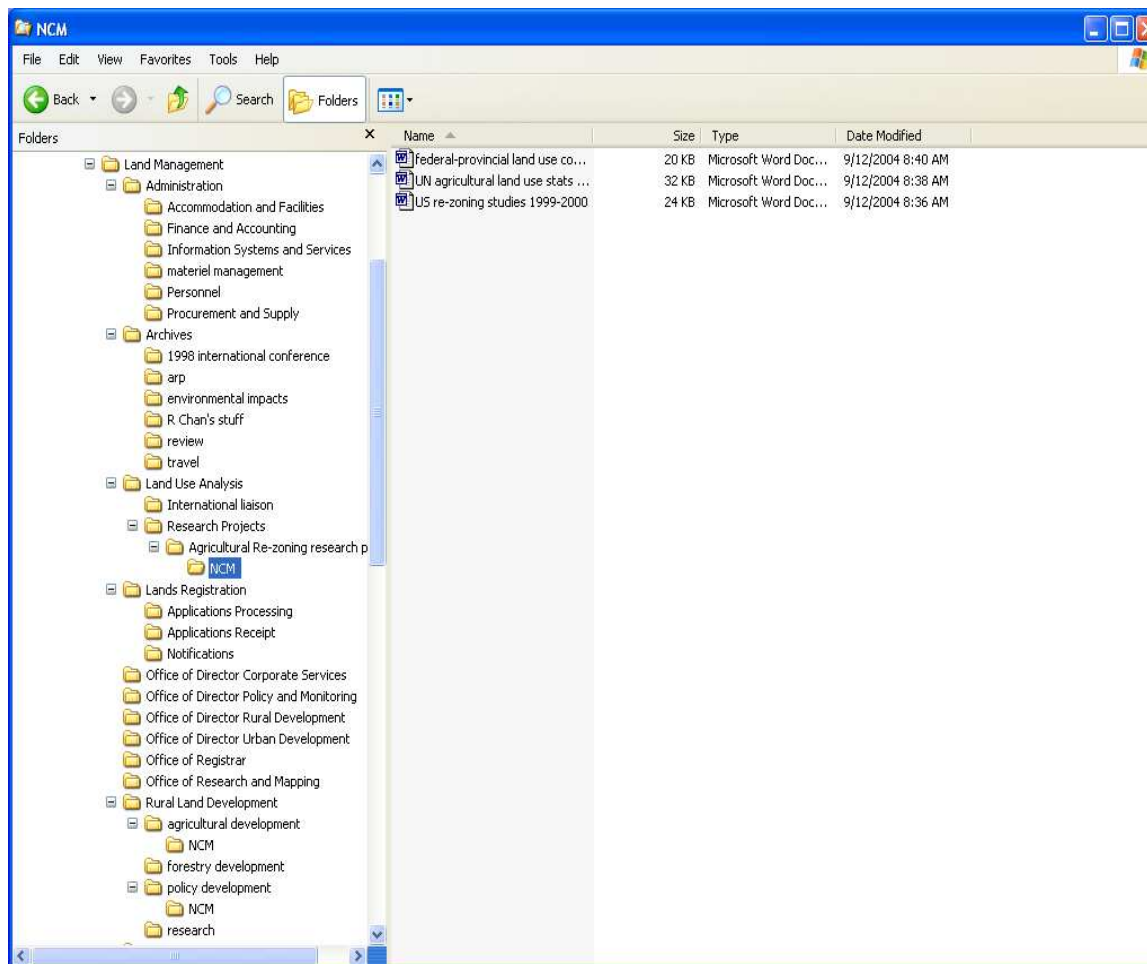 NCM
File Edit View Favorites Tools Help
Back Search Folders
Folders x
Name Size Type Date Modified
federal-provincial land use co... 20 KB Microsoft Word Doc... 9/12/2004 8:40 AM
UN agricultural land use stats ... 32 KB Microsoft Word Doc... 9/12/2004 8:38 AM
US re-zoning studies 1999-2000 24 KB Microsoft Word Doc... 9/12/2004 8:36 AM
Land Management
Administration
Accommodation and Facilities
Finance and Accounting
Information Systems and Services
materiel management
Personnel
Procurement and Supply
Archives
1998 international conference
arp
environmental impacts
R Chan's stuff
review
travel
Land Use Analysis
International liaison
Research Projects
Agricultural Re-zoning research p
NCM
Lands Registration
Applications Processing
Applications Receipt
Notifications
Office of Director Corporate Services
Office of Director Policy and Monitoring
Office of Director Rural Development
Office of Director Urban Development
Office of Registrar
Office of Research and Mapping
Rural Land Development
agricultural development
NCM
forestry development
policy development
NCM
research